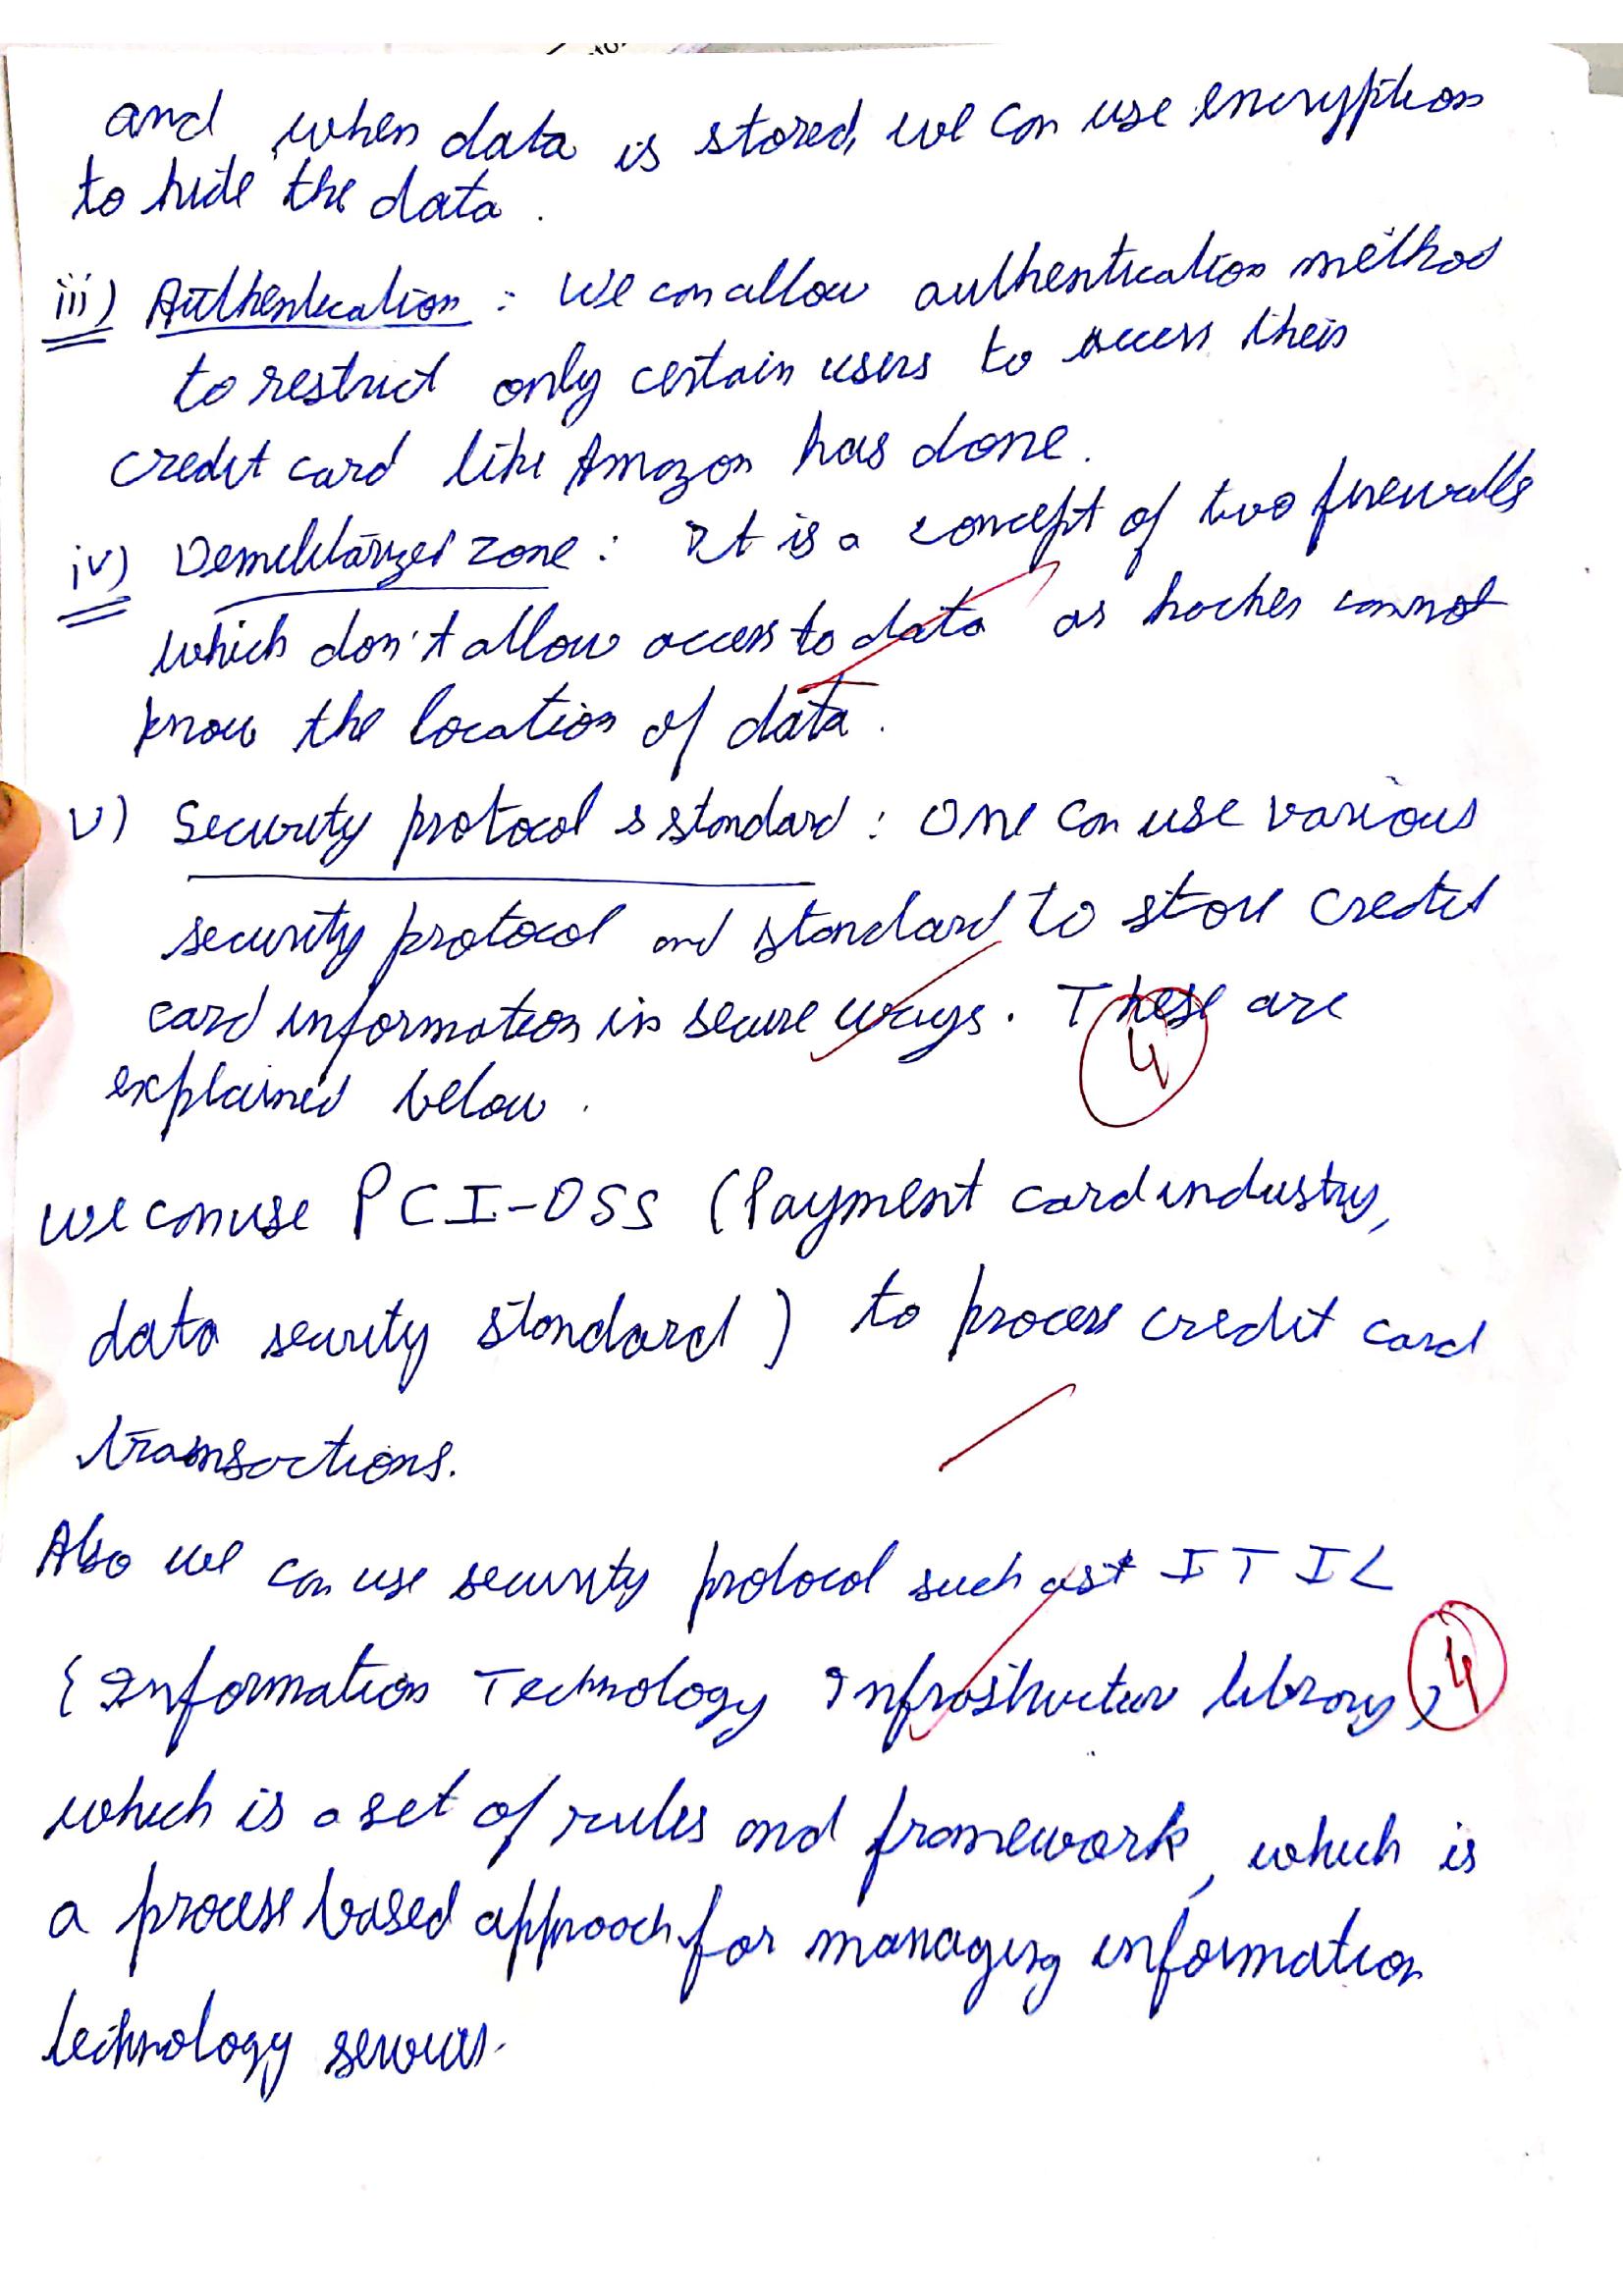 and when data is stored, we can use encryption
to hide the data.
iii) Authentication : We can allow authentication method
to restrict only certain users to access their
credit card like Amazon has done.
iv) Demilitarized zone : It is a concept of two firewalls
which don't allow access to data as hacker cannot
know the location of data.
v) Security protocol & standard : One can use various
security protocol and standard to store credit
card information in secure ways. These are
4
explained below.
we can use PCI-DSS (Payment card industry,
data security standard) to process credit card
transactions.
Also we can use security protocol such as ITIL
{Information Technology Infrastructure library)
4
which is a set of rules and framework, which is
a process based approach for managing information
technology services.